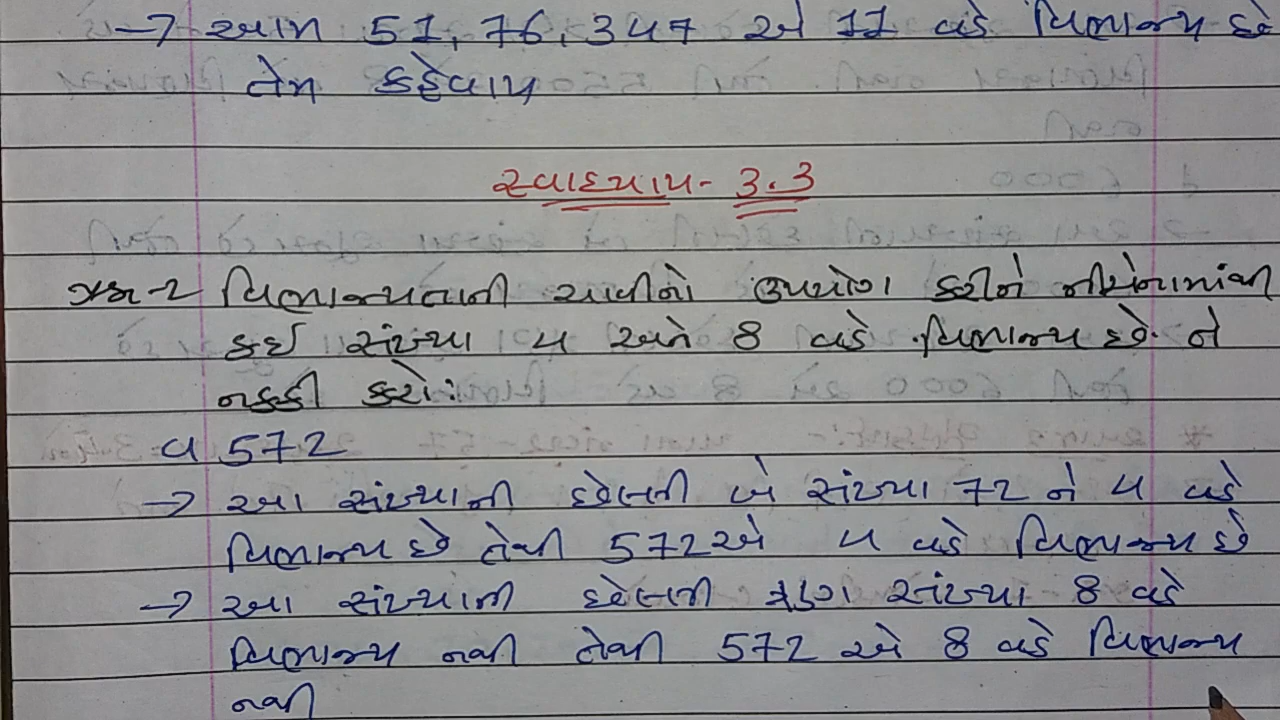 → આમ 51,76,347 એ 11 વડે વિભાજ્ય છે
તેમ કહેવાય
સ્વાધ્યાય- 3.3
પ્રશ્ન-2 વિભાજ્યતાની ચાવીનો ઉપયોગ કરીને નીચેનામાંથી
કઈ સંખ્યા 4 અને 8 વડે વિભાજ્ય છે. તે
નક્કી કરો:
a 572
→ આ સંખ્યાની છેલ્લી બે સંખ્યા 72 ને 4 વડે
વિભાજ્ય છે તેથી 572 એ 4 વડે વિભાજ્ય છે
→ આ સંખ્યાની છેલ્લી ત્રણ સંખ્યા 8 વડે
વિભાજ્ય નથી તેથી 572 એ 8 વડે વિભાજ્ય
નથી